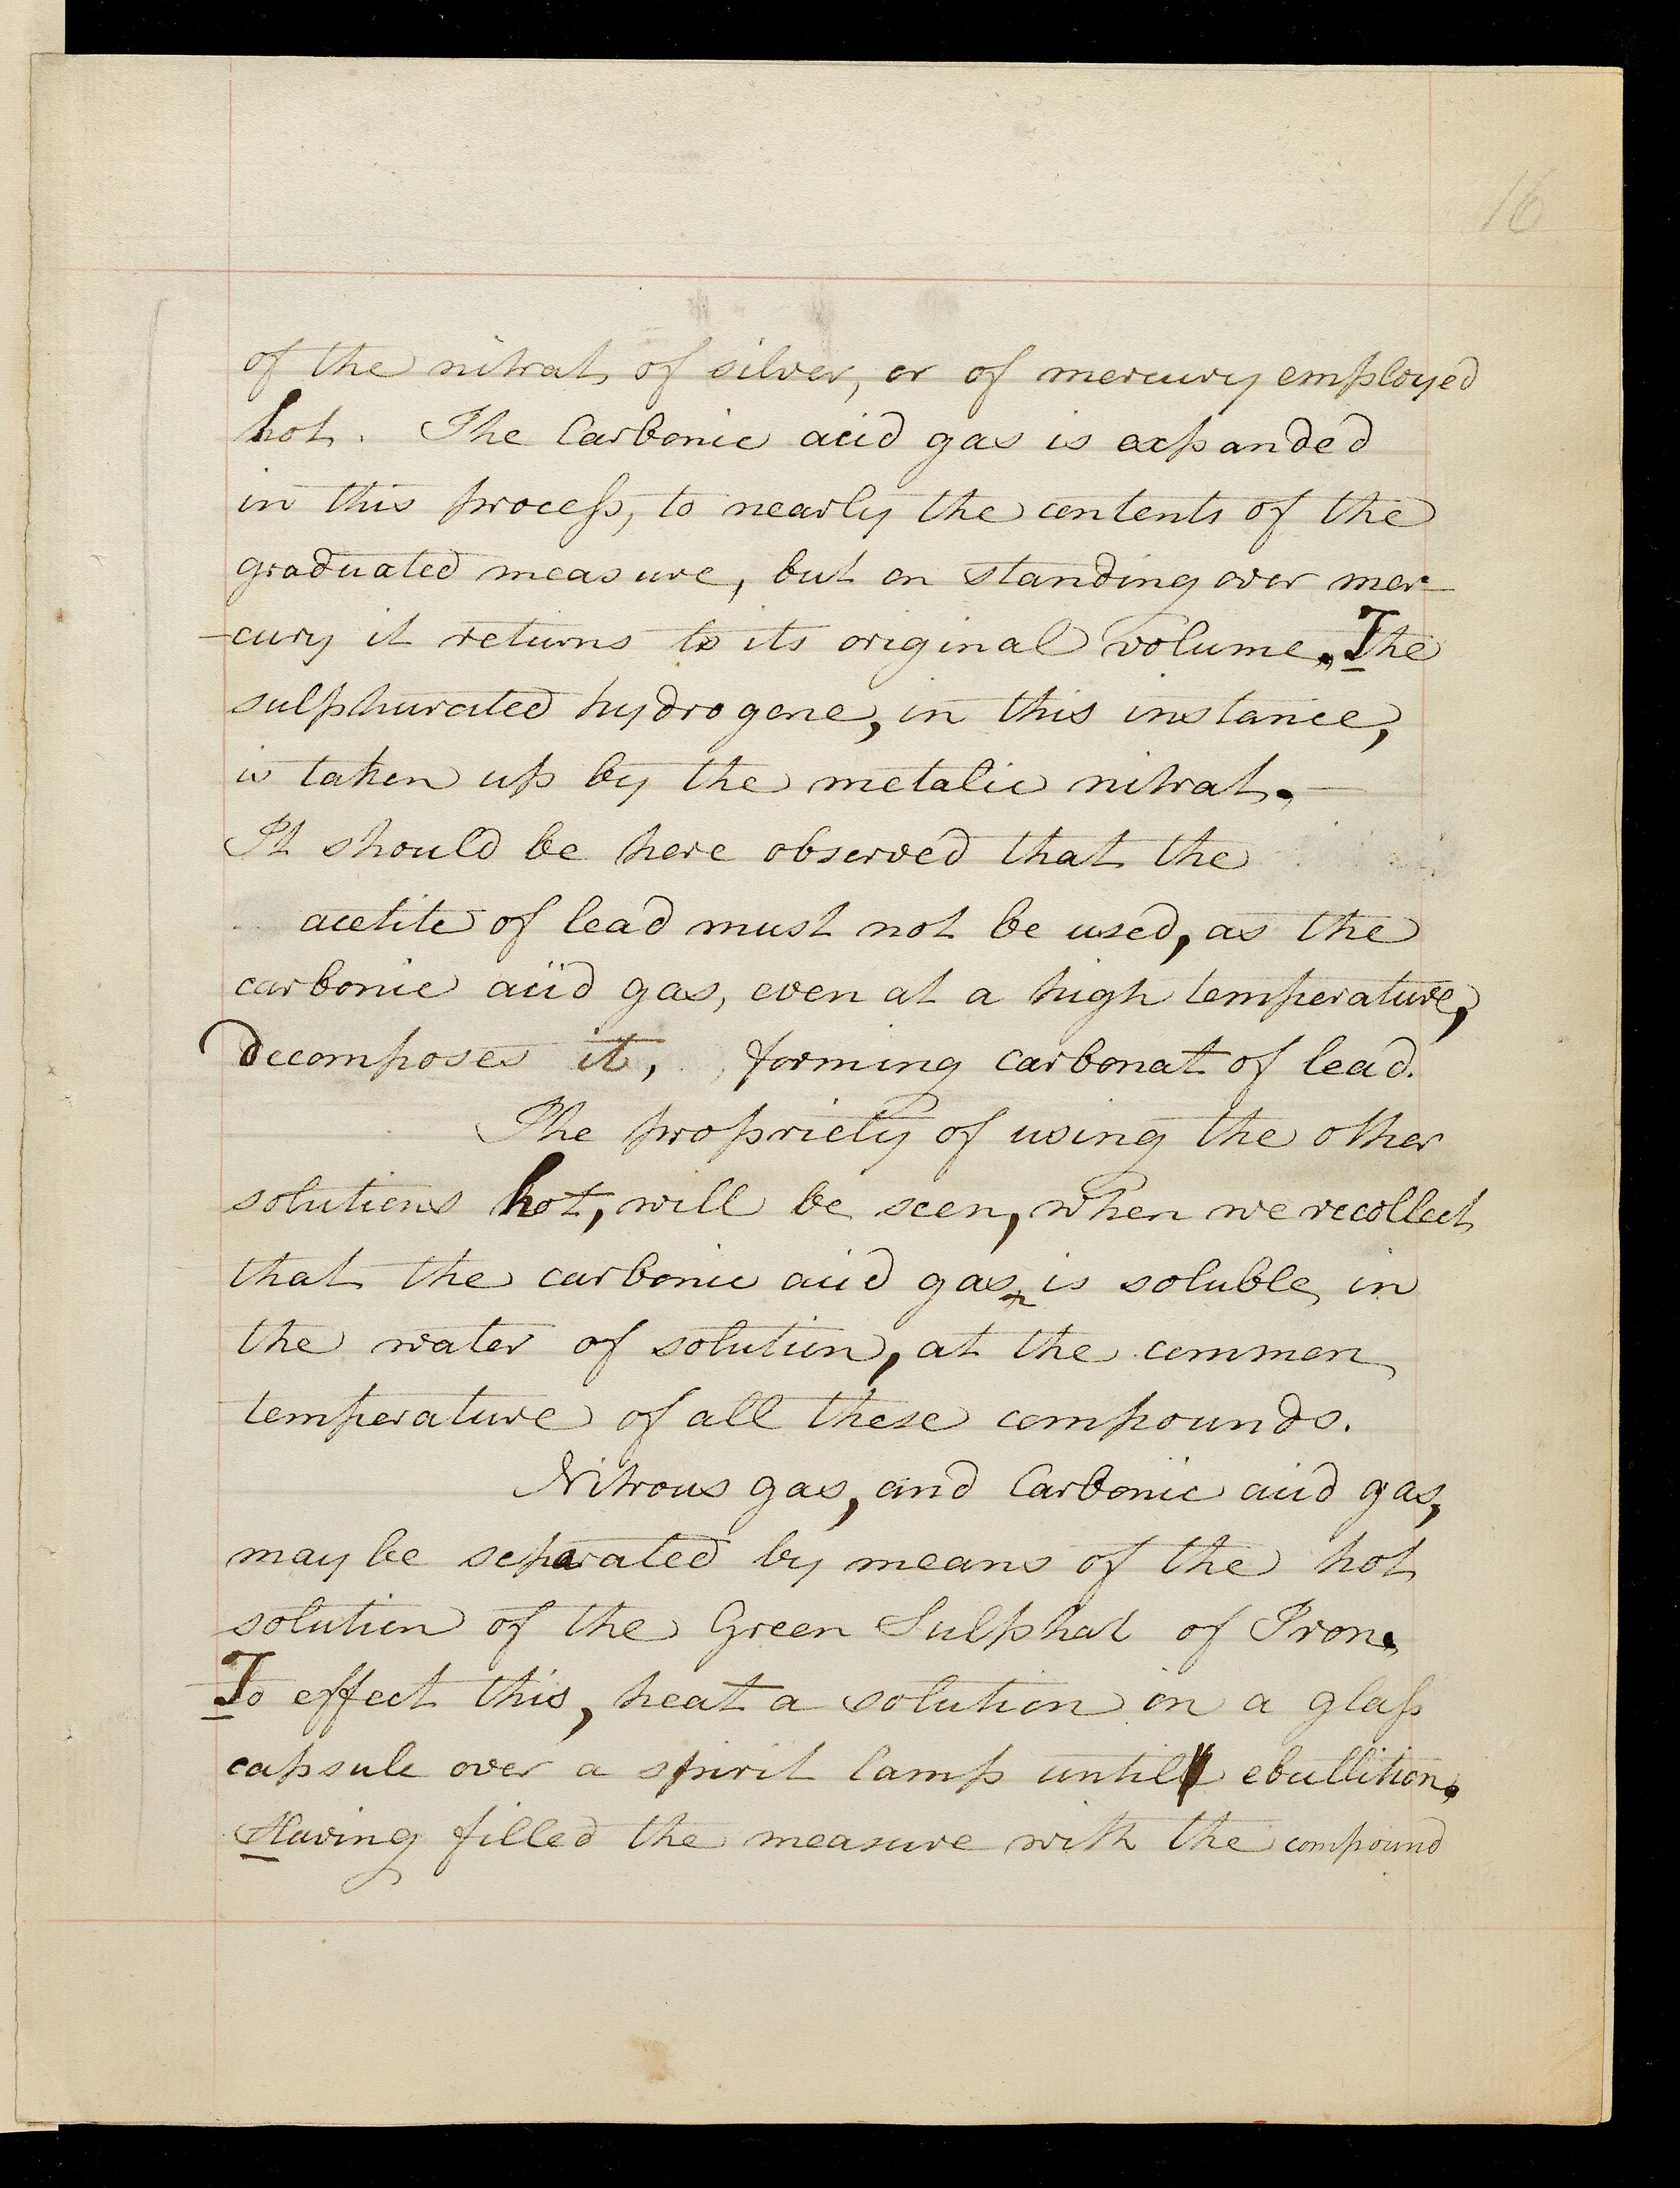 16
of the nitrat of silver, or of mercury employed
hot. The Carbonic acid gas is expanded
in this process, to nearly the contents of the
graduated measure, but on standing over mer-
-cury it returns to its original volume. The
sulphurated hydrogene, in this instance,
is taken up by the metalic nitrat.
It should be here observed that the
acetite of lead must not be used, as the
carbonic acid gas, even at a high temperature,
decomposes it, forming carbonat of lead.
The propriety of using the other
solutions hot, will be seen, when we recollect
that the carbonic acid gas is soluble in
the water of solution, at the common
temperature of all these compounds.
Nitrous gas, and Carbonic acid gas,
may be separated by means of the hot
solution of the Green Sulphat of Iron.
To effect this, heat a solution in a glass
capsule over a spirit lamp until ebullition.
Having filled the measure with the compound